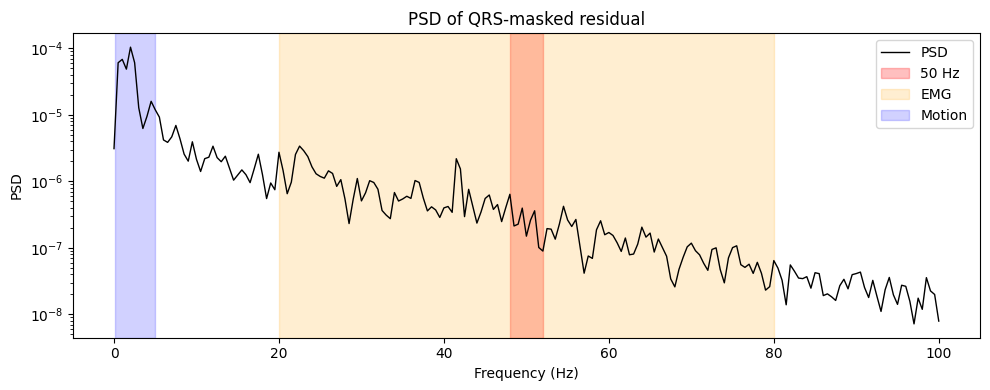 PSD of QRS-masked residual
PSD
50 Hz
EMG
Motion
10⁻⁴
10⁻⁵
10⁻⁶
10⁻⁷
10⁻⁸
PSD
0 20 40 60 80 100
Frequency (Hz)